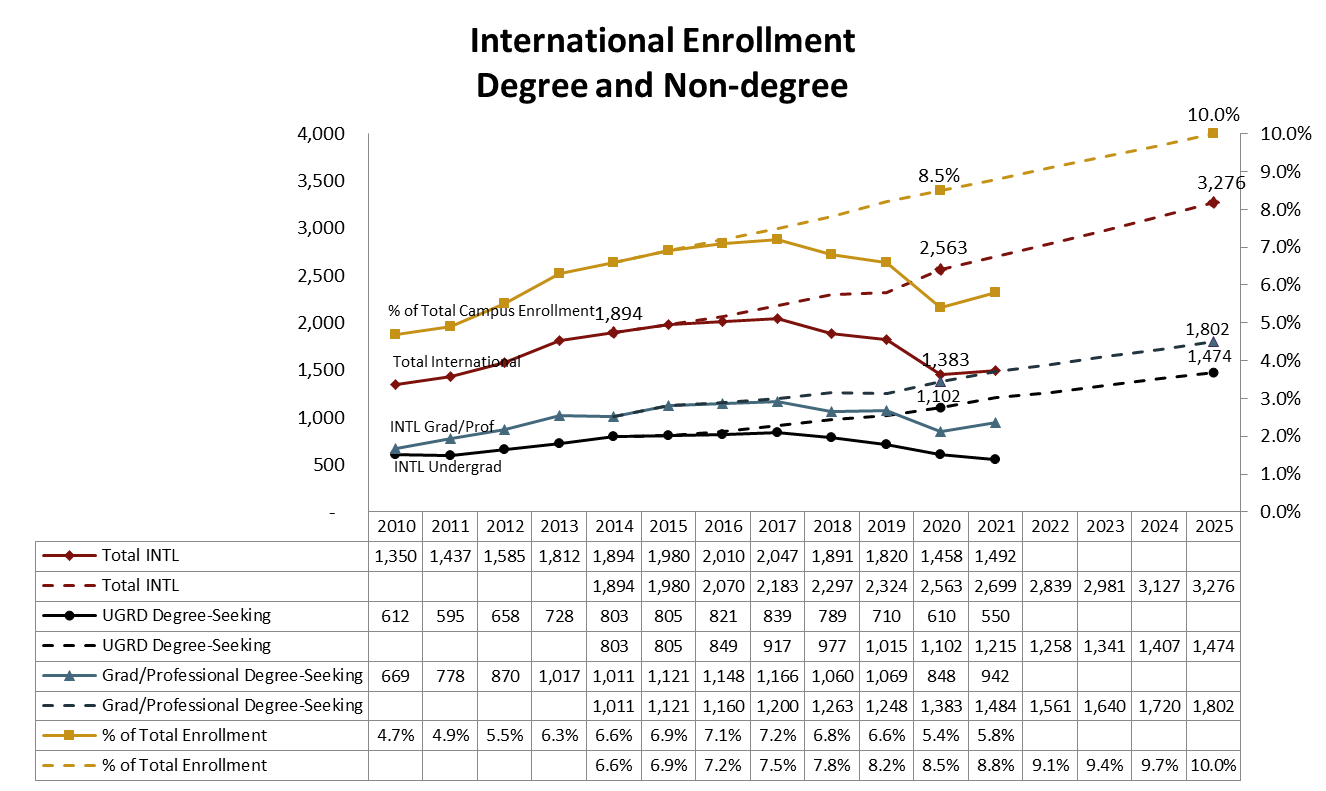 International Enrollment
Degree and Non-degree
10.0%
4,000 10.0%
9.0%
3,500 8.5% 3,276
8.0%
3,000
2,563 7.0%
2,500
6.0%
% of Total Campus Enrollment 1,894
2,000 5.0%
1,802
Total International 1,383 1,474
1,500 4.0%
1,102
1,000 INTL Grad/Prof 3.0%
2.0%
500 INTL Undergrad
1.0%
- 0.0%
2010 2011 2012 2013 2014 2015 2016 2017 2018 2019 2020 2021 2022 2023 2024 2025
Total INTL 1,350 1,437 1,585 1,812 1,894 1,980 2,010 2,047 1,891 1,820 1,458 1,492
Total INTL 1,894 1,980 2,070 2,183 2,297 2,324 2,563 2,699 2,839 2,981 3,127 3,276
UGRD Degree-Seeking 612 595 658 728 803 805 821 839 789 710 610 550
UGRD Degree-Seeking 803 805 849 917 977 1,015 1,102 1,215 1,258 1,341 1,407 1,474
Grad/Professional Degree-Seeking 669 778 870 1,017 1,011 1,121 1,148 1,166 1,060 1,069 848 942
Grad/Professional Degree-Seeking 1,011 1,121 1,160 1,200 1,263 1,248 1,383 1,484 1,561 1,640 1,720 1,802
% of Total Enrollment 4.7% 4.9% 5.5% 6.3% 6.6% 6.9% 7.1% 7.2% 6.8% 6.6% 5.4% 5.8%
% of Total Enrollment 6.6% 6.9% 7.2% 7.5% 7.8% 8.2% 8.5% 8.8% 9.1% 9.4% 9.7% 10.0%